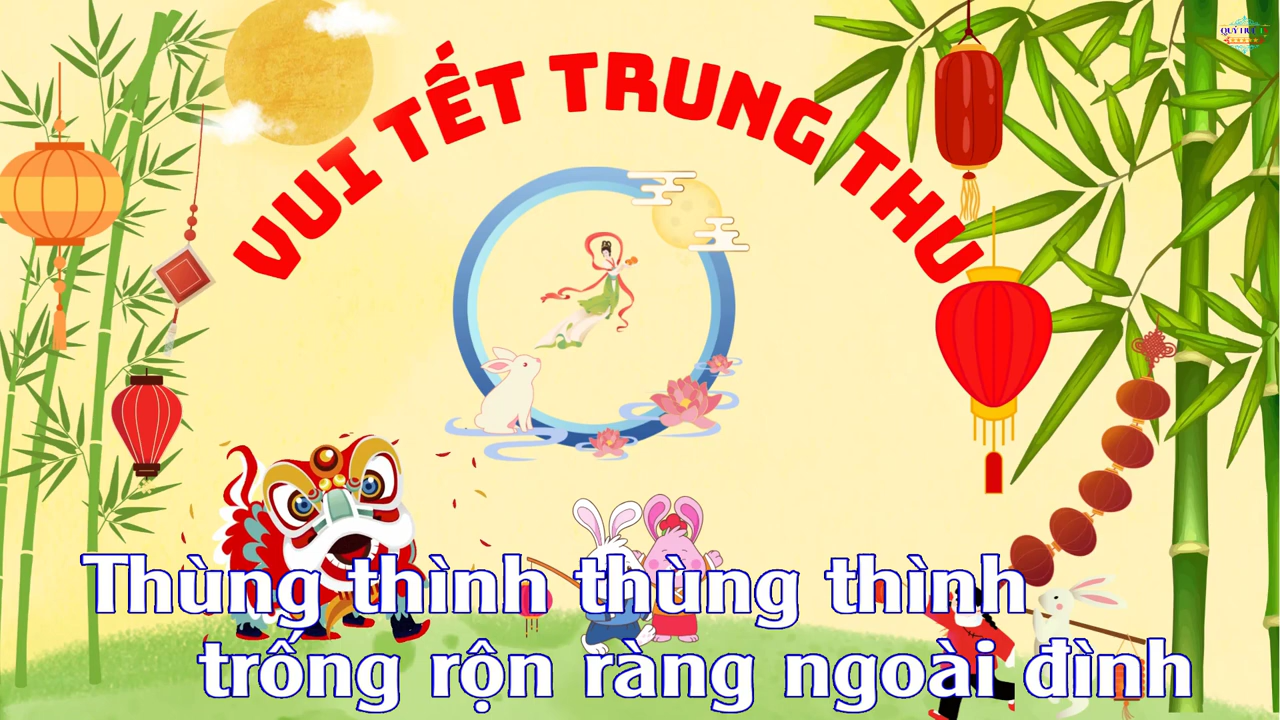 VUI TẾT TRUNG THU
Thùng thình thùng thình
trống rộn ràng ngoài đình